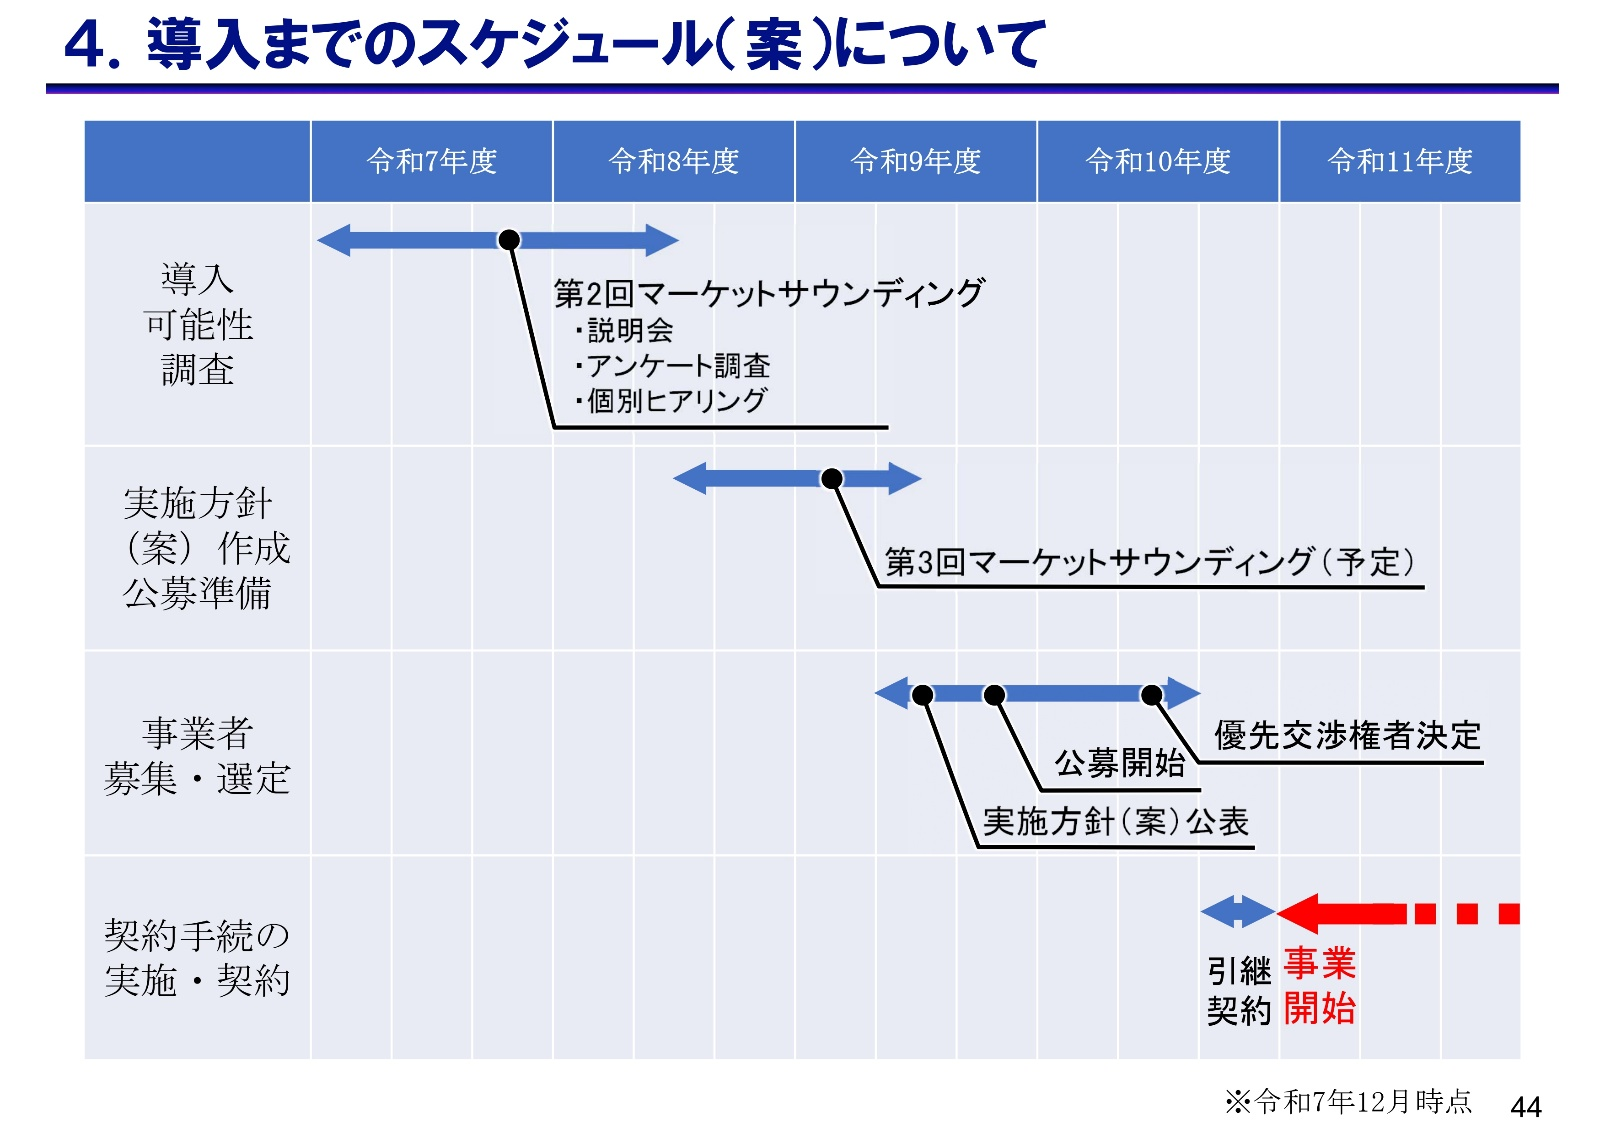 4. 導入までのスケジュール(案)について
令和7年度 令和8年度 令和9年度 令和10年度 令和11年度
導入
可能性
調査
第2回マーケットサウンディング
・説明会
・アンケート調査
・個別ヒアリング
実施方針
（案）作成
公募準備
第3回マーケットサウンディング（予定）
事業者
募集・選定
優先交渉権者決定
公募開始
実施方針（案）公表
契約手続の
実施・契約
引継
契約
事業
開始
※令和7年12月時点
44